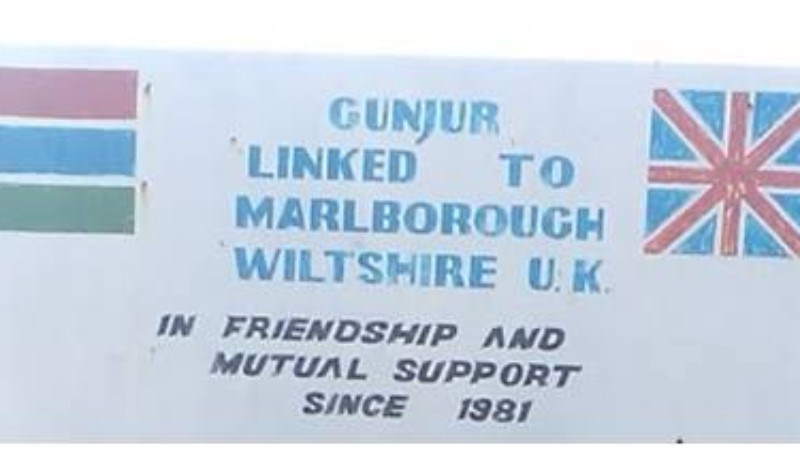 GUNJUR
LINKED TO
MARLBOROUGH
WILTSHIRE U.K.
IN FRIENDSHIP AND
MUTUAL SUPPORT
SINCE 1981